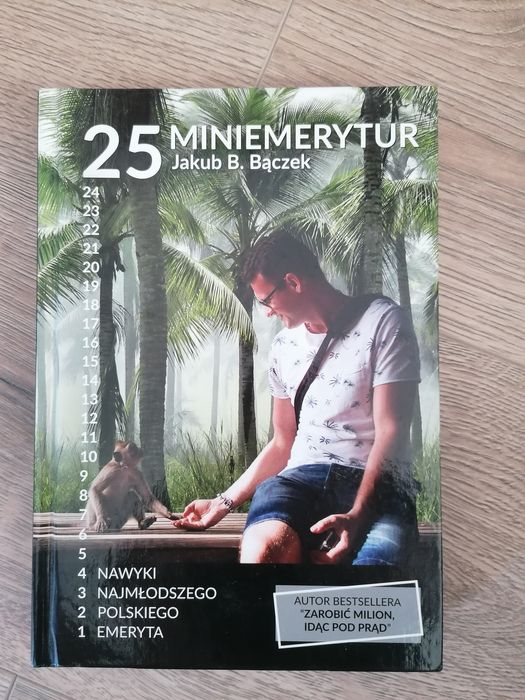 25 MINIEMERYTUR
Jakub B. Bączek
24
23
22
21
20
19
18
17
16
15
14
13
12
11
10
9
8
7
6
5
4 NAWYKI
3 NAJMŁODSZEGO
2 POLSKIEGO
1 EMERYTA
AUTOR BESTSELLERA
"ZAROBIĆ MILION,
IDĄC POD PRĄD"